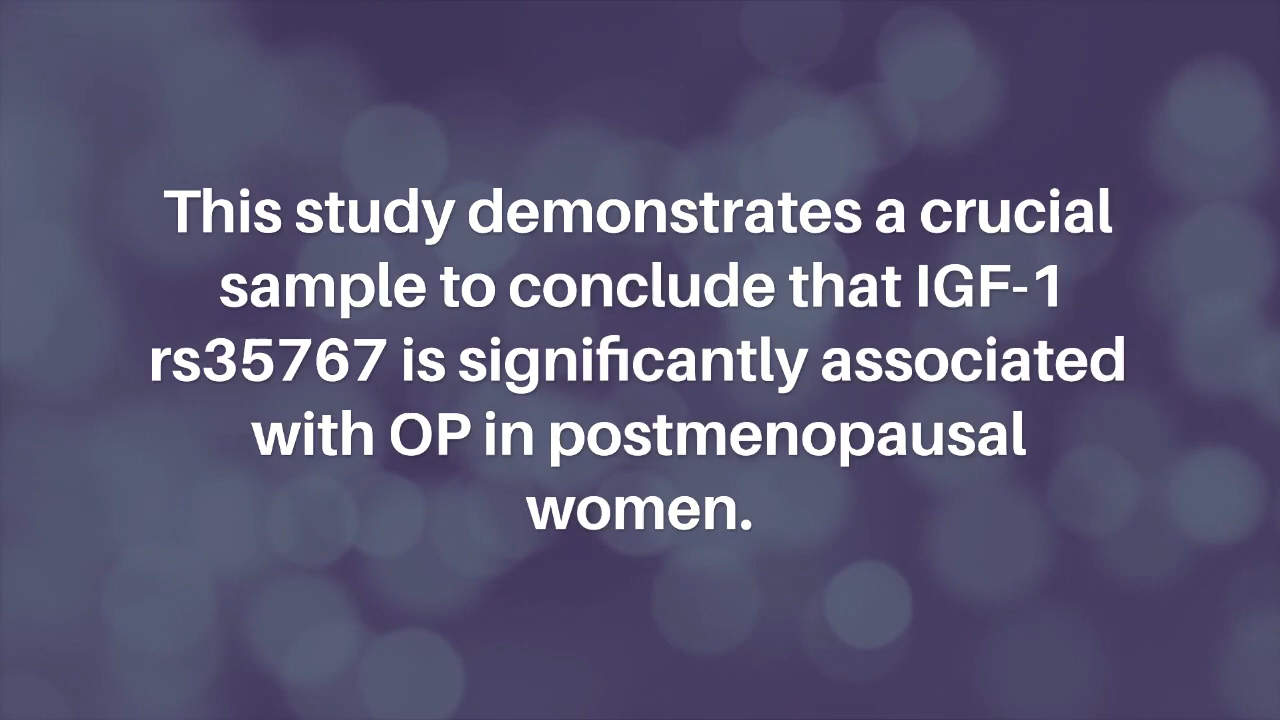 This study demonstrates a crucial
sample to conclude that IGF-1
rs35767 is significantly associated
with OP in postmenopausal
women.